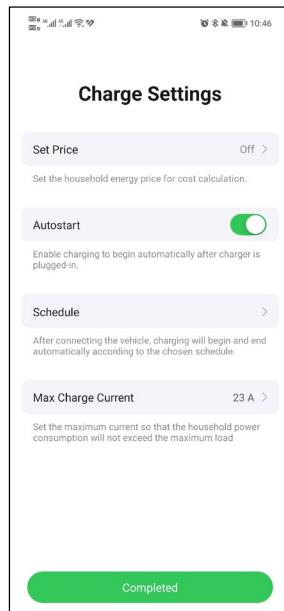 10:46
Charge Settings
Set Price Off >
Set the household energy price for cost calculation.
Autostart
Enable charging to begin automatically after charger is
plugged-in.
Schedule >
After connecting the vehicle, charging will begin and end
automatically according to the chosen schedule.
Max Charge Current 23 A >
Set the maximum current so that the household power
consumption will not exceed the maximum load
Completed